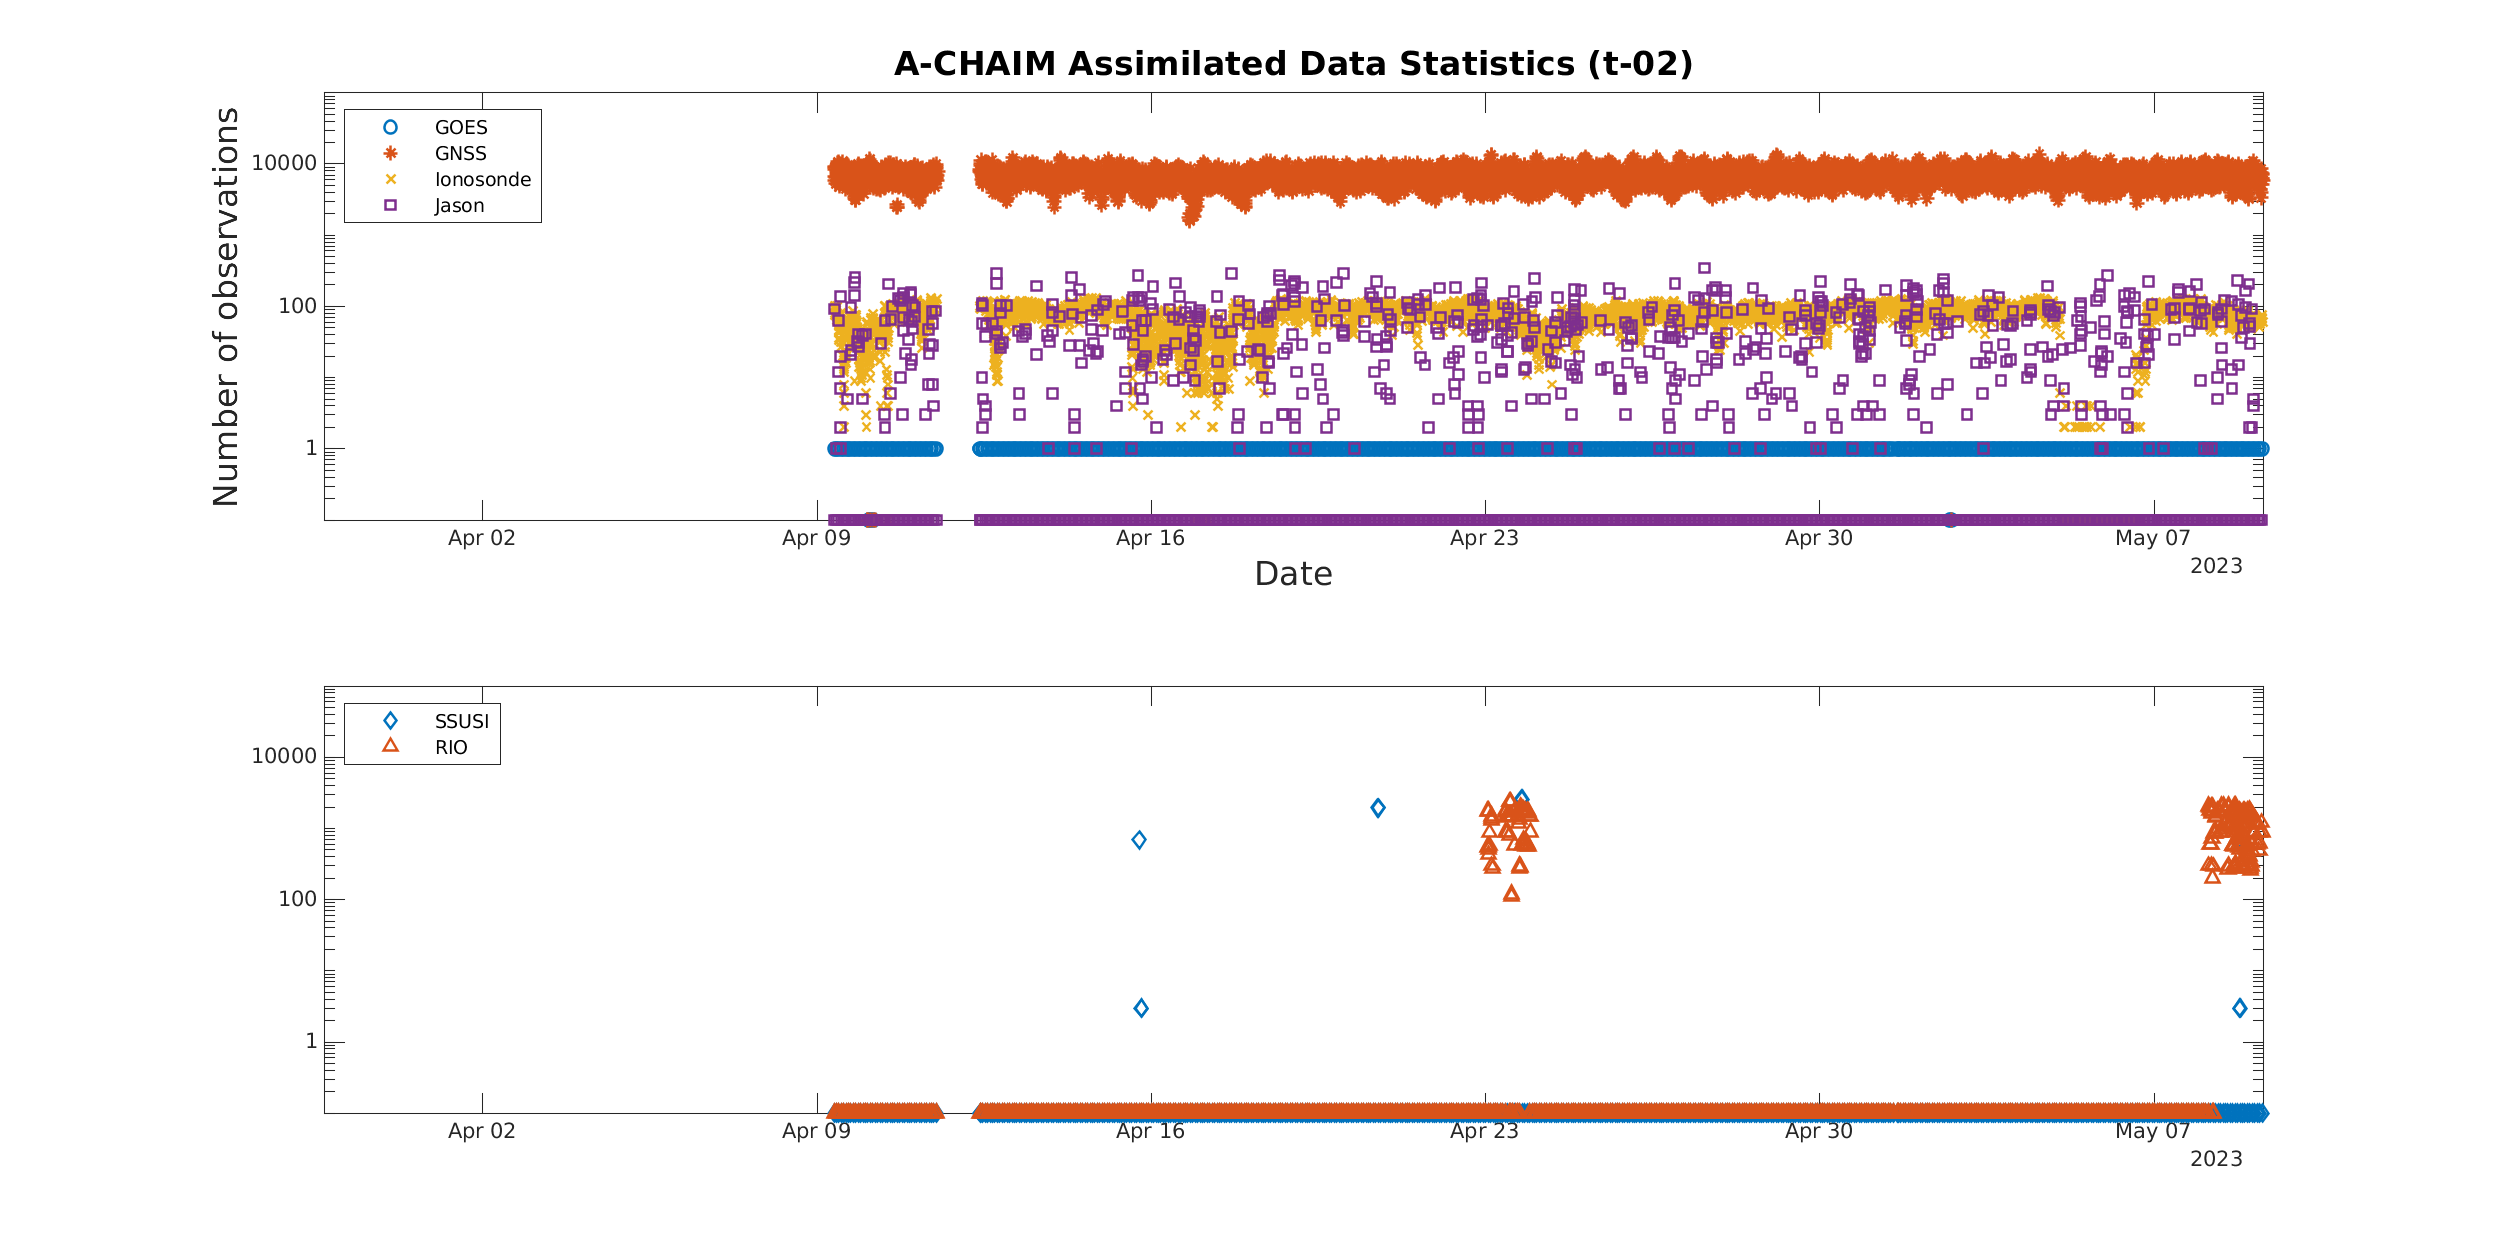 A-CHAIM Assimilated Data Statistics (t-02)
Number of observations
10000
100
1
GOES
GNSS
Ionosonde
Jason
Apr 02
Apr 09
Apr 16
Apr 23
Apr 30
May 07
2023
Date
10000
100
1
SSUSI
RIO
Apr 02
Apr 09
Apr 16
Apr 23
Apr 30
May 07
2023